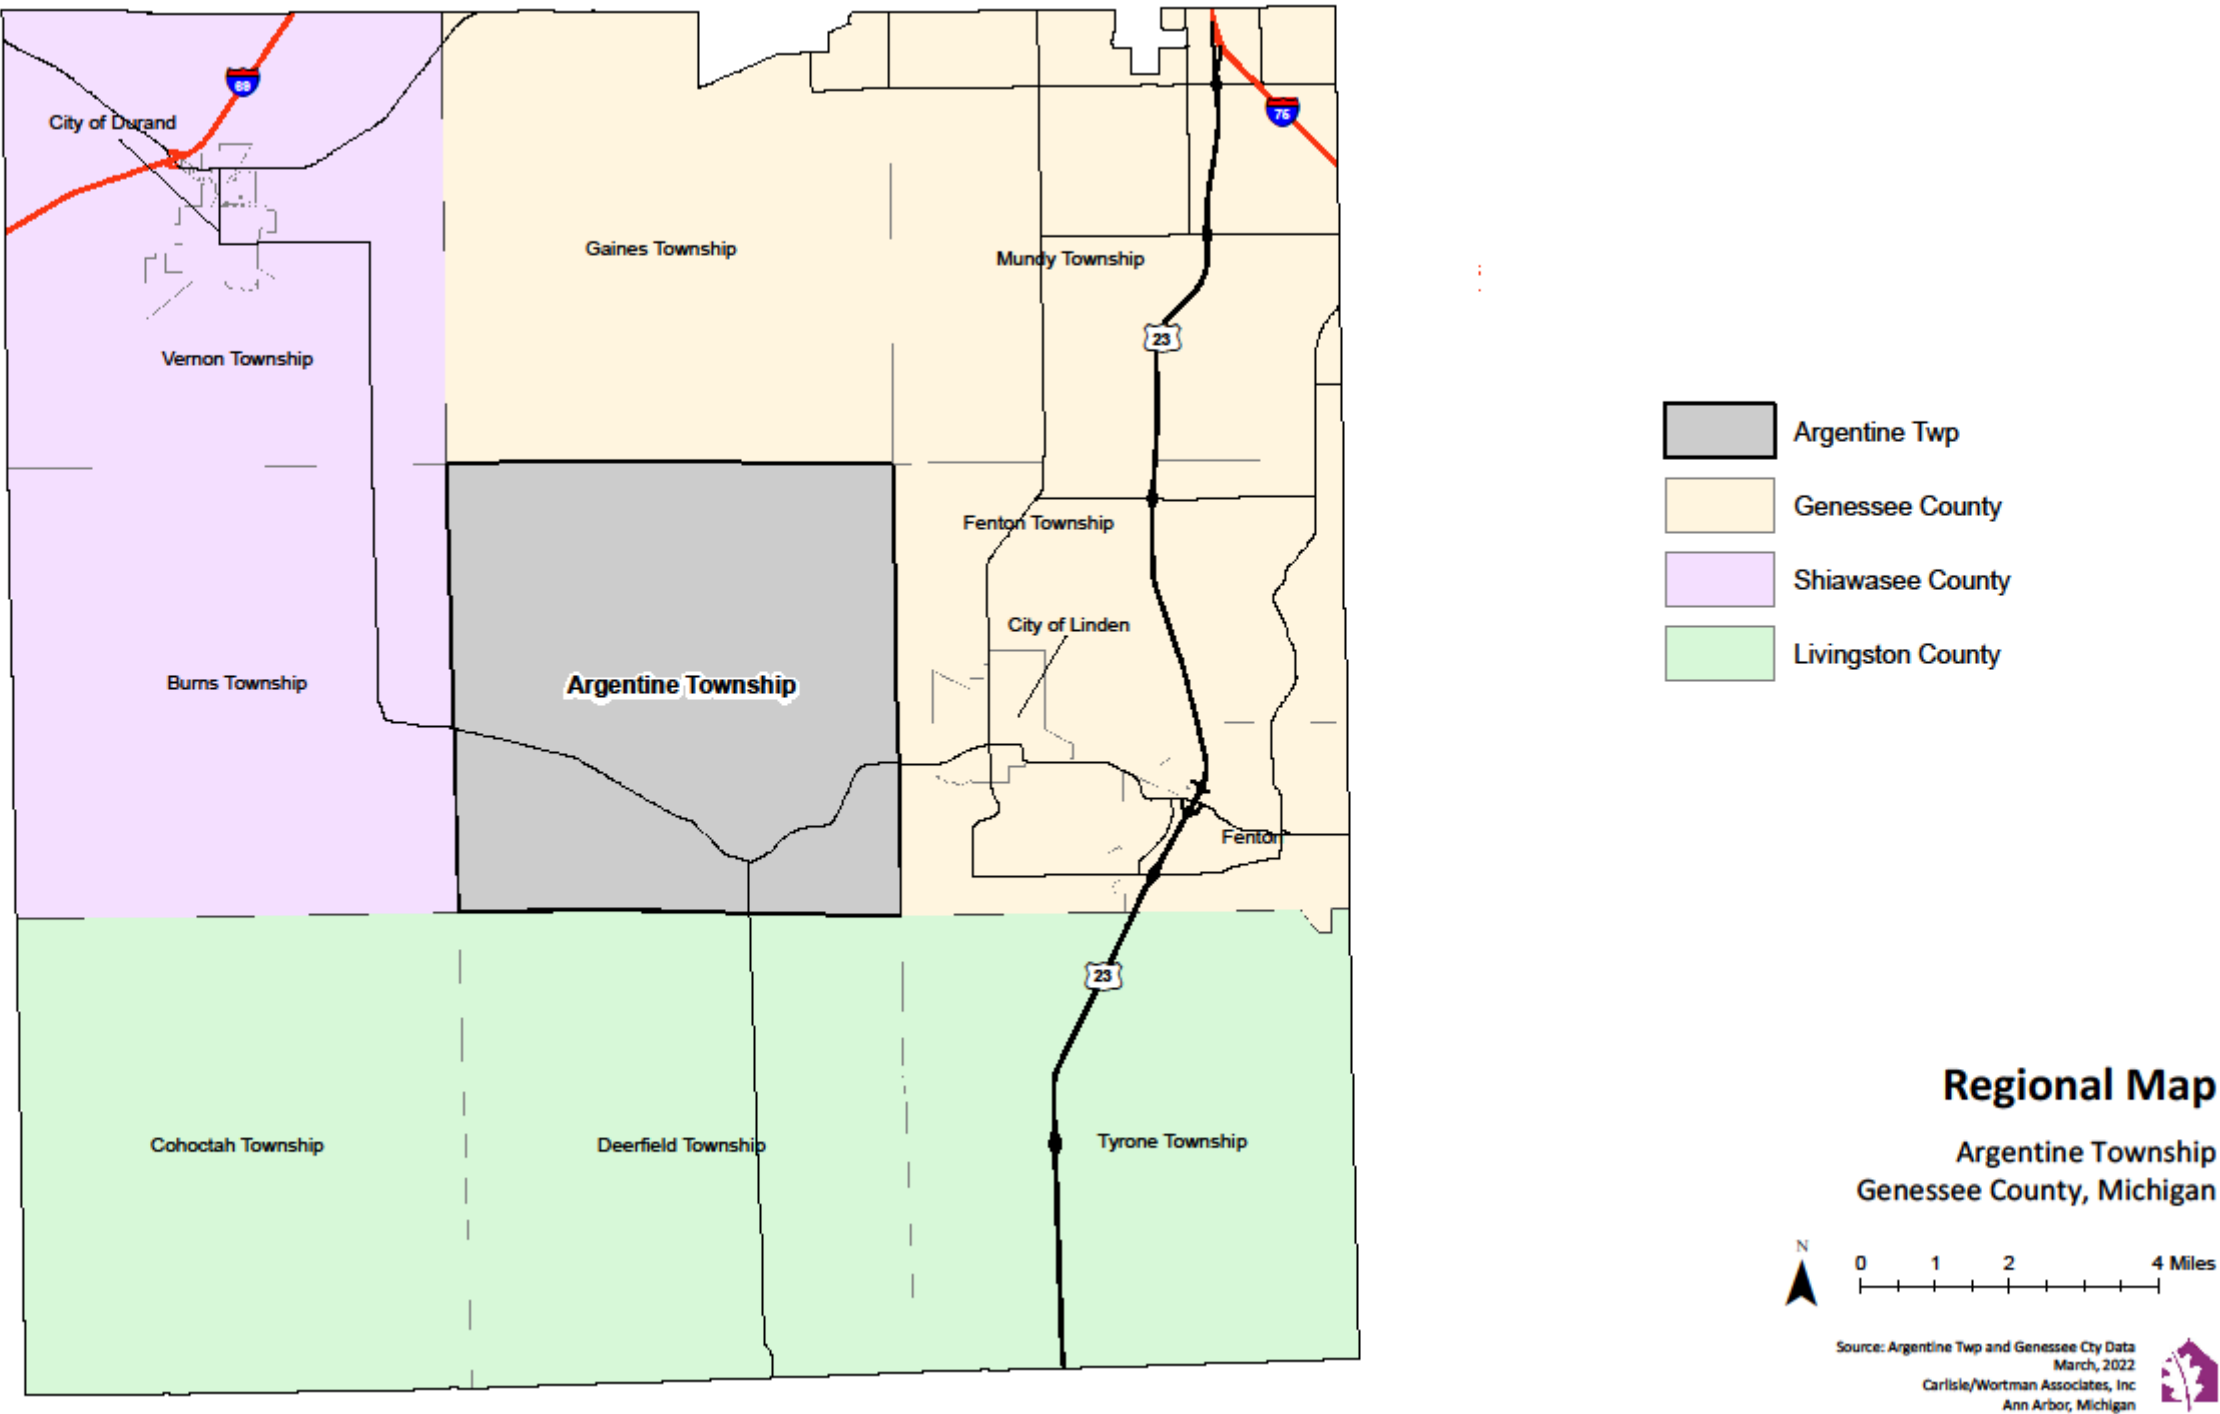 69
75
City of Durand
Gaines Township
Mundy Township
23
Vernon Township
Fenton Township
City of Linden
Burns Township
Argentine Township
Fenton
23
Cohoctah Township
Deerfield Township
Tyrone Township
Argentine Twp
Genessee County
Shiawasee County
Livingston County
Regional Map
Argentine Township
Genessee County, Michigan
N
0 1 2 4 Miles
Source: Argentine Twp and Genessee Cty Data
March, 2022
Carlisle/Wortman Associates, Inc
Ann Arbor, Michigan